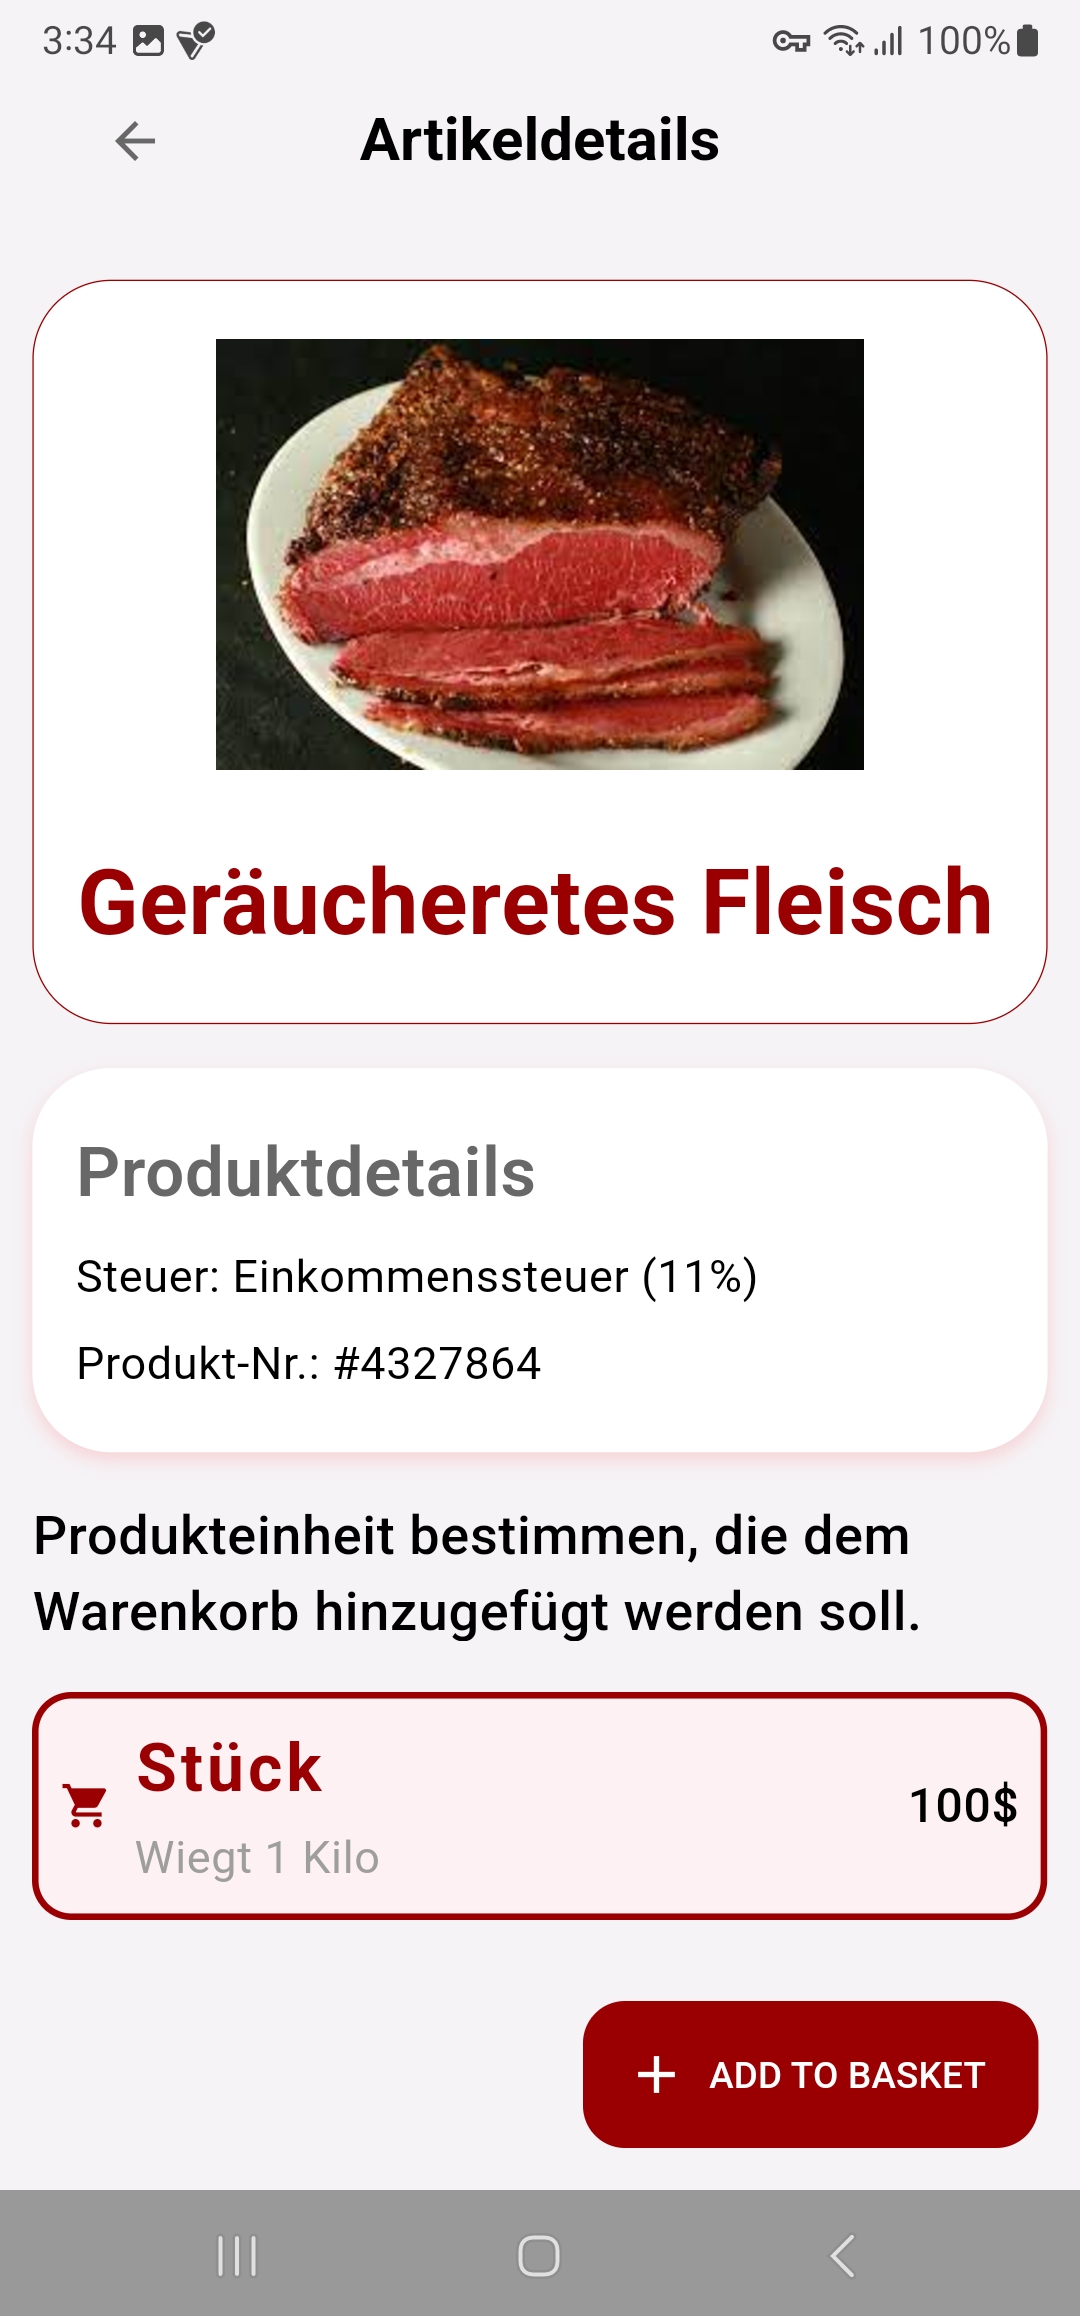 3:34 100%
Artikeldetails
Geräucheretes Fleisch
Produktdetails
Steuer: Einkommenssteuer (11%)
Produkt-Nr.: #4327864
Produkteinheit bestimmen, die dem
Warenkorb hinzugefügt werden soll.
Stück
100$
Wiegt 1 Kilo
ADD TO BASKET